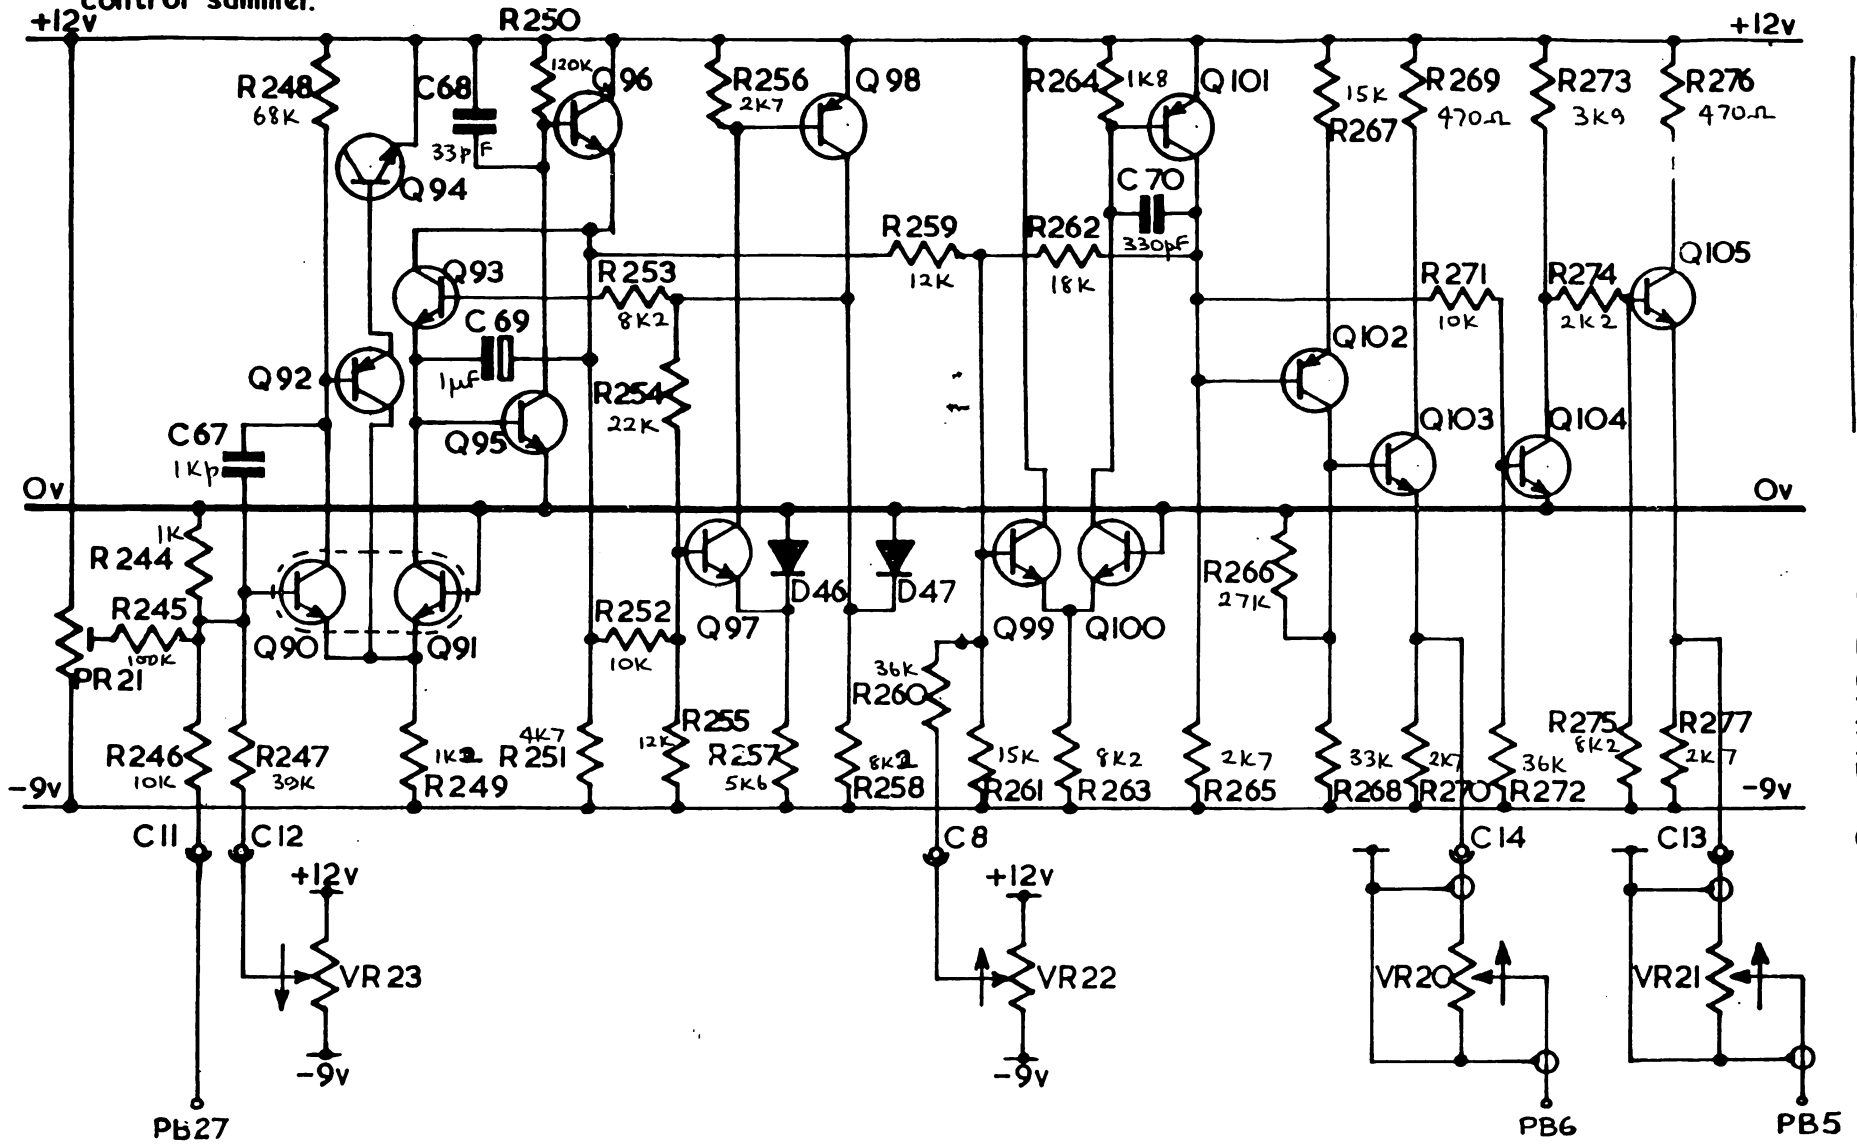 control summer.
+12v
R250
+12v
120K
R248
68K
C68
33pF
Q96
R256
2K7
Q98
R264
1K8
Q101
15K
R267
R269
470Ω
R273
3K9
R276
470Ω
Q94
C70
330pF
R259
12K
R262
18K
Q93
R253
8K2
R271
10K
R274
2K2
Q105
C69
1µF
Q92
Q102
R254
22K
Q95
C67
1Kp
Q103
Q104
0v
0v
1K
R244
R245
100K
PR21
Q90
Q91
R252
10K
Q97
D46
D47
Q99
Q100
R266
27K
36K
R260
R246
10K
R247
39K
1K2
R249
4K7
R251
R255
12K
R257
5K6
8K2
R258
15K
R261
8K2
R263
2K7
R265
33K
R268
2K7
R270
36K
R272
R275
8K2
R277
2K7
-9v
-9v
C11
C12
C8
C14
C13
+12v
VR23
-9v
+12v
VR22
-9v
VR20
VR21
PB27
PB6
PB5